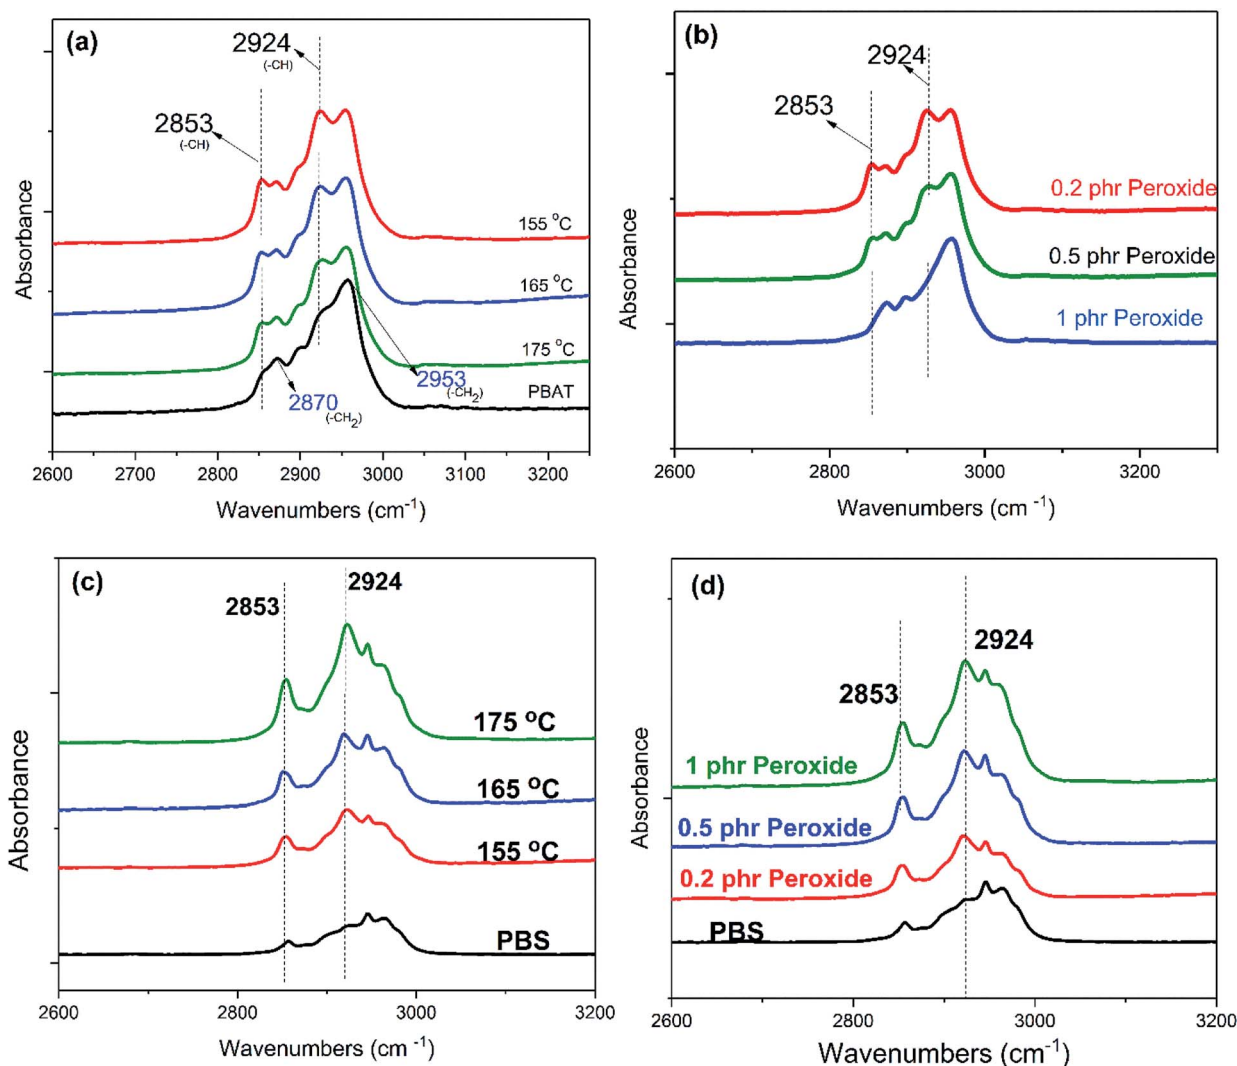 (a)
2924
(-CH)
2853
(-CH)
155 °C
165 °C
175 °C
2953
(-CH2)
2870
(-CH2)
PBAT
Absorbance
2600 2700 2800 2900 3000 3100 3200
Wavenumbers (cm-1)
(b)
2924
2853
0.2 phr Peroxide
0.5 phr Peroxide
1 phr Peroxide
Absorbance
2600 2800 3000 3200
Wavenumbers (cm-1)
(c)
2924
2853
175 °C
165 °C
155 °C
PBS
Absorbance
2600 2800 3000 3200
Wavenumbers (cm-1)
(d)
2924
2853
1 phr Peroxide
0.5 phr Peroxide
0.2 phr Peroxide
PBS
Absorbance
2600 2800 3000 3200
Wavenumbers (cm-1)